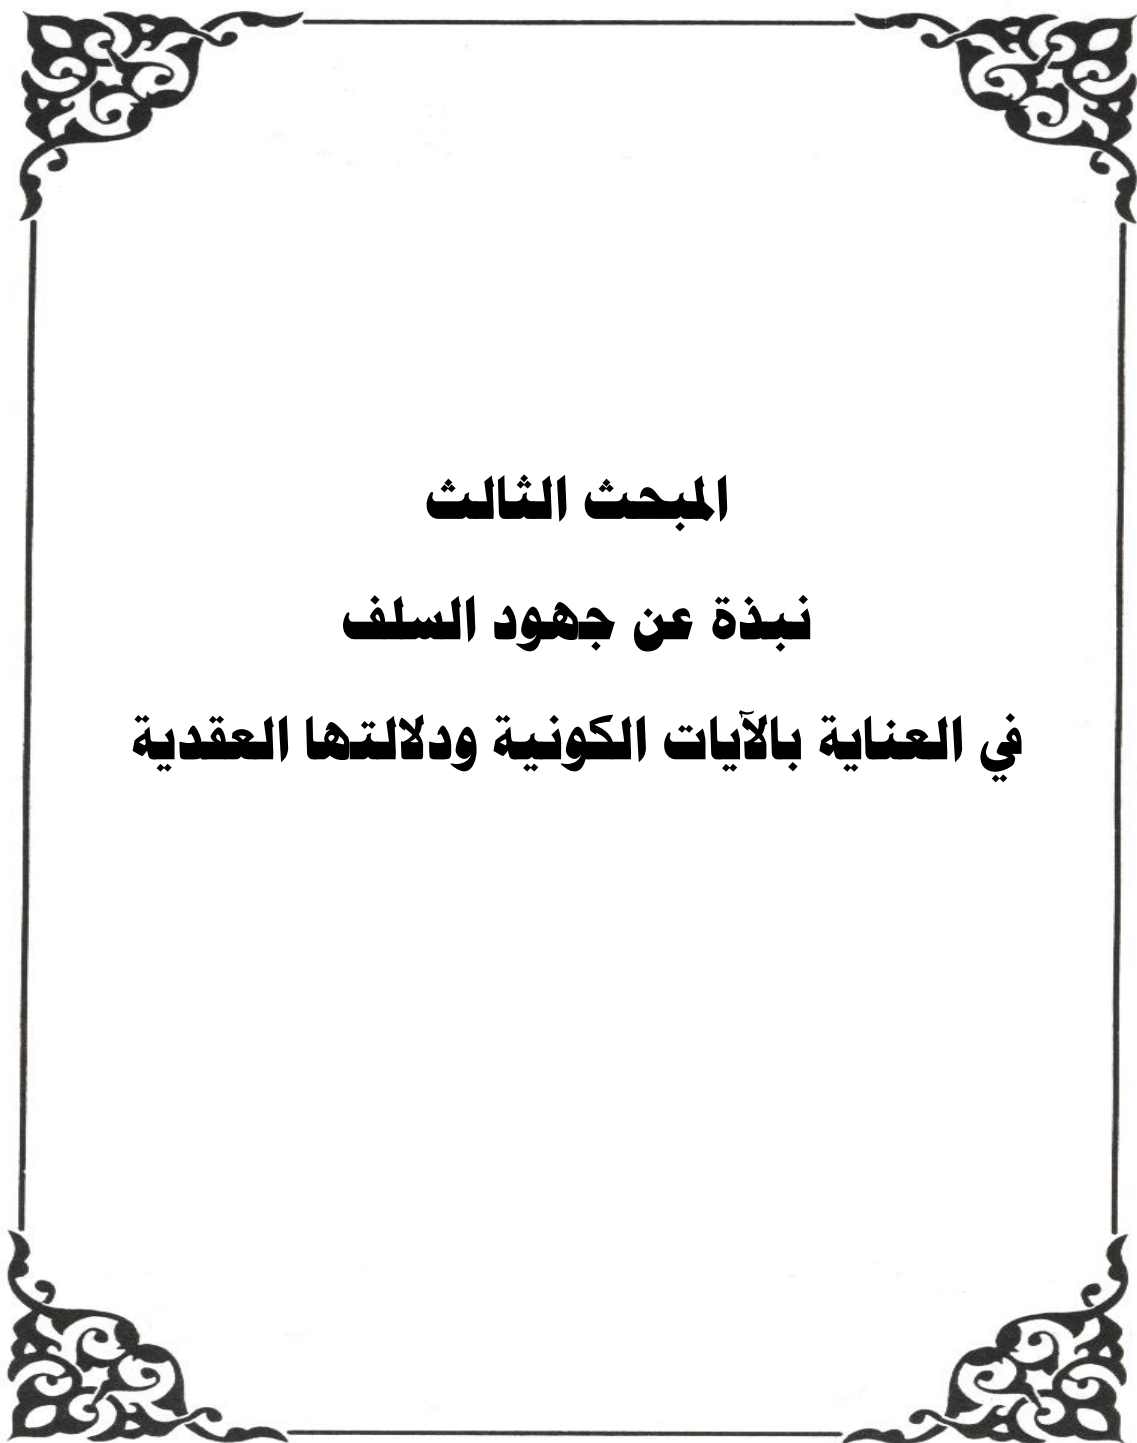 المبحث الثالث
نبذة عن جهود السلف
في العناية بالآيات الكونية ودلالتها العقدية